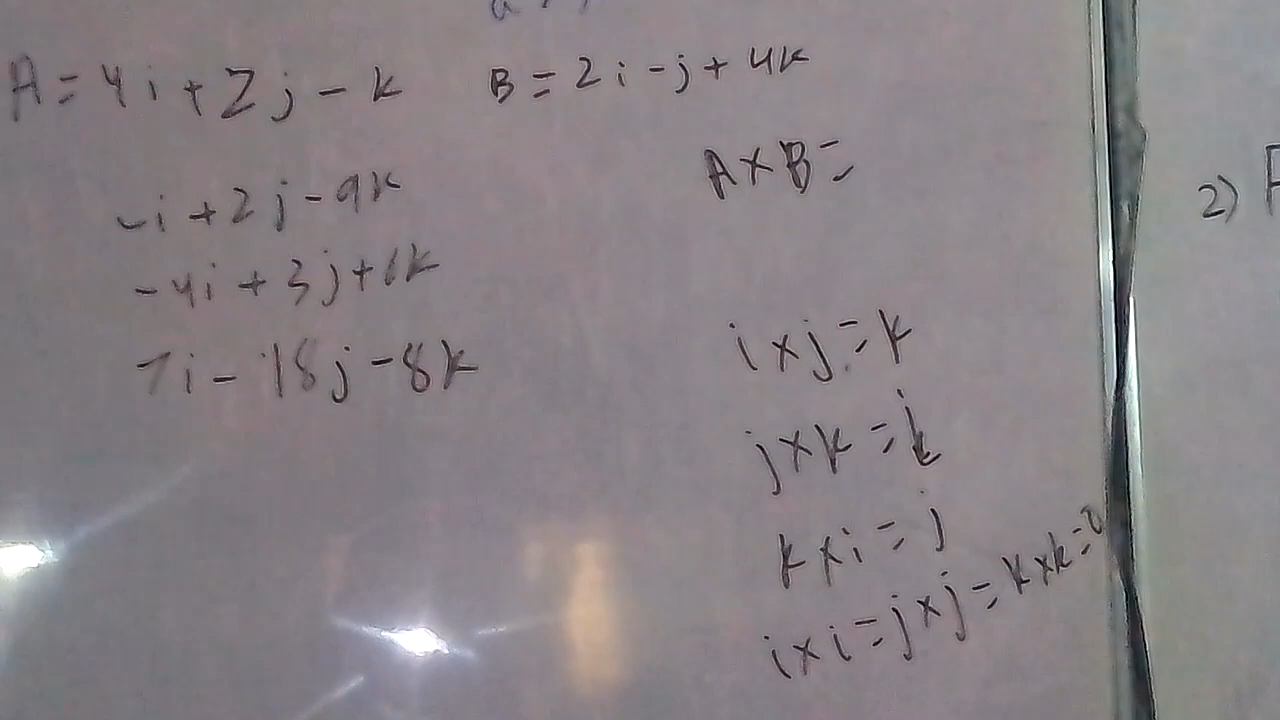 A = 4i + 2j - k
B = 2i - j + 4k
A × B =
-i + 2j - 9k
-4i + 3j + 6k
7i - 18j - 8k
i × j = k
j × k = i
k × i = j
i × i = j × j = k × k = 0
2)